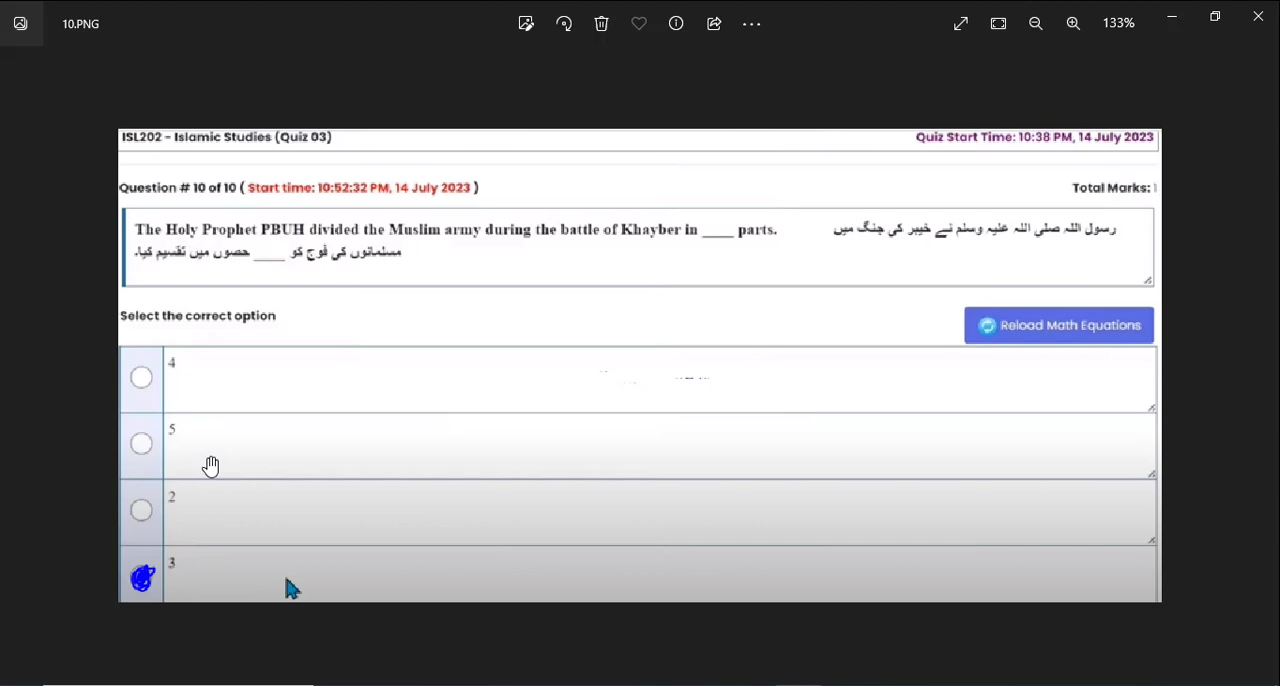 10.PNG
133%
ISL202 - Islamic Studies (Quiz 03)
Quiz Start Time: 10:38 PM, 14 July 2023
Question # 10 of 10 ( Start time: 10:52:32 PM, 14 July 2023 )
Total Marks: 1
The Holy Prophet PBUH divided the Muslim army during the battle of Khayber in ____ parts. رسول اللہ صلی اللہ علیہ وسلم نے خیبر کی جنگ میں
مسلمانوں کی فوج کو ____ حصوں میں تقسیم کیا.
Select the correct option
Reload Math Equations
4
5
2
3